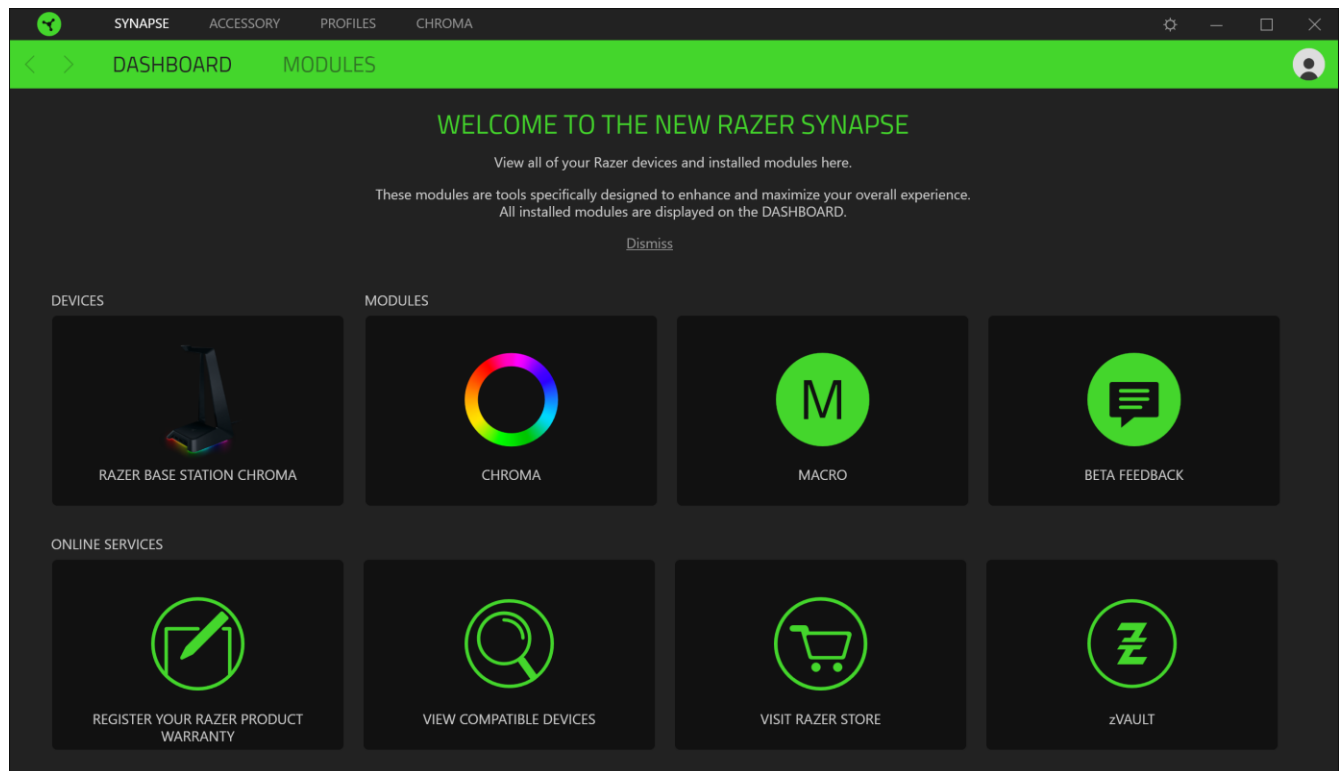 SYNAPSE ACCESSORY PROFILES CHROMA
DASHBOARD MODULES
WELCOME TO THE NEW RAZER SYNAPSE
View all of your Razer devices and installed modules here.
These modules are tools specifically designed to enhance and maximize your overall experience.
All installed modules are displayed on the DASHBOARD.
Dismiss
DEVICES MODULES
M
RAZER BASE STATION CHROMA CHROMA MACRO BETA FEEDBACK
ONLINE SERVICES
REGISTER YOUR RAZER PRODUCT VIEW COMPATIBLE DEVICES VISIT RAZER STORE zVAULT
WARRANTY